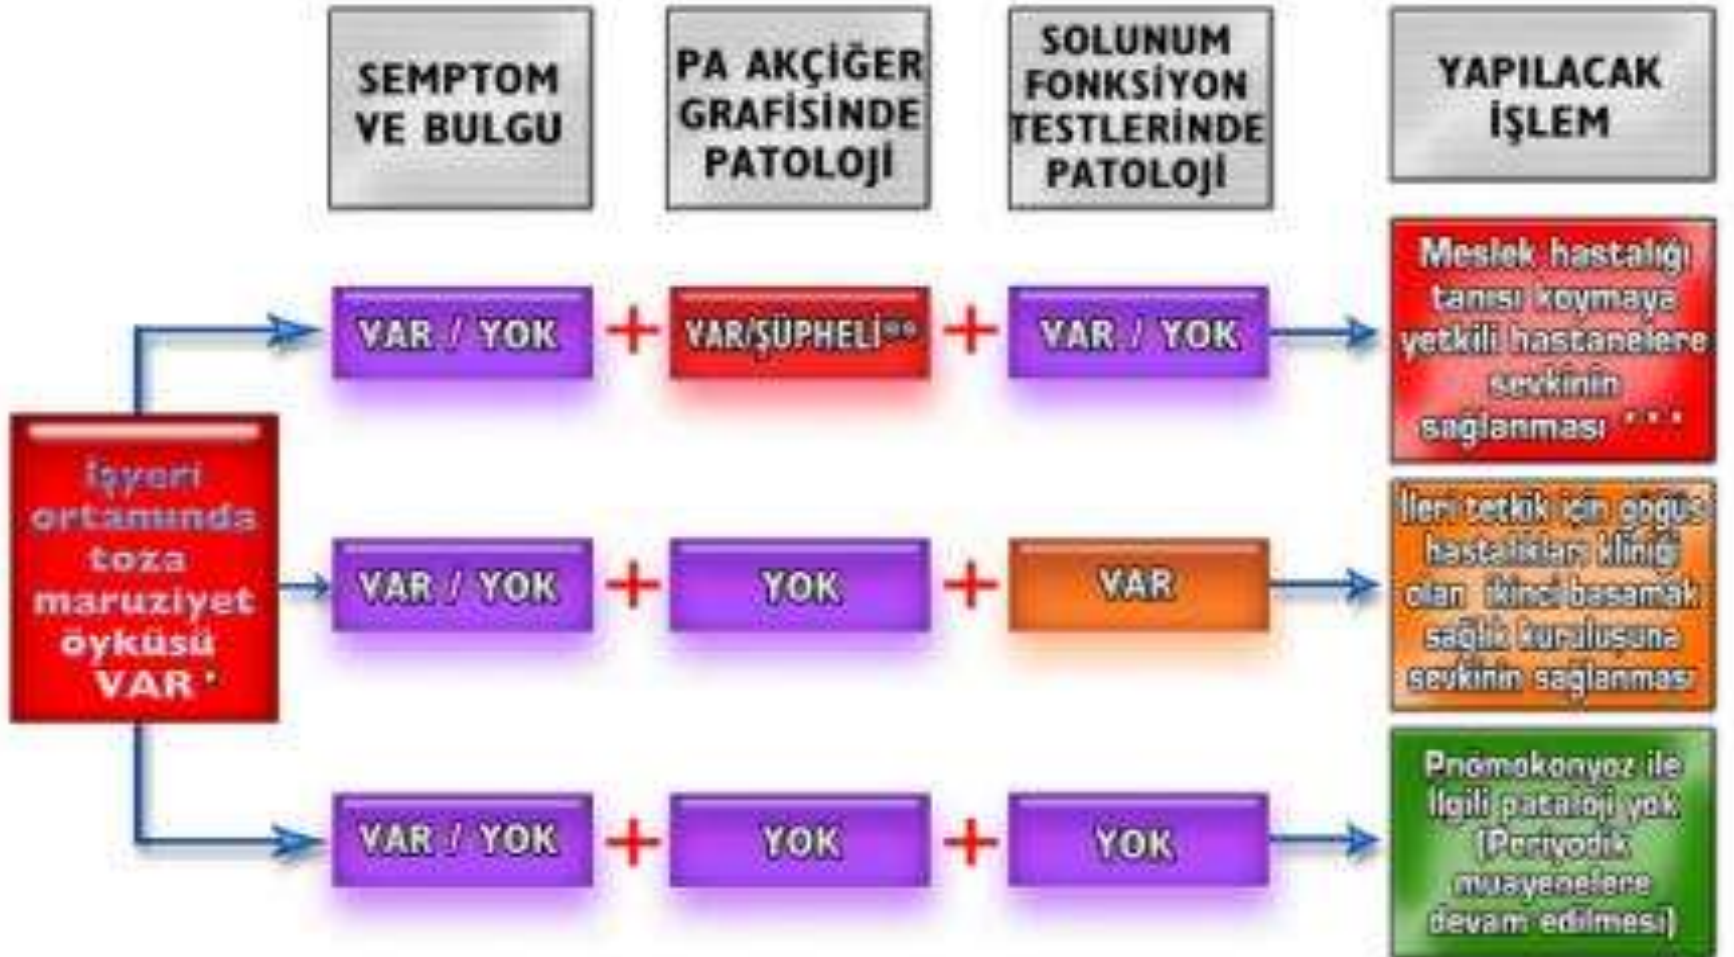 SEMPTOM
VE BULGU
PA AKÇİĞER
GRAFİSİNDE
PATOLOJİ
SOLUNUM
FONKSİYON
TESTLERİNDE
PATOLOJİ
YAPILACAK
İŞLEM
İşyeri
ortamında
toza
maruziyet
öyküsü
VAR *
VAR / YOK
+
VAR/ŞÜPHELİ**
+
VAR / YOK
Meslek hastalığı
tanısı koymaya
yetkili hastanelere
sevkinin
sağlanması ***
VAR / YOK
+
YOK
+
VAR
İleri tetkik için göğüs
hastalıkları kliniği
olan ikinci basamak
sağlık kuruluşuna
sevkinin sağlanması
VAR / YOK
+
YOK
+
YOK
Pnömokonyoz ile
ilgili pataloji yok
(Periyodik
muayenelere
devam edilmesi)